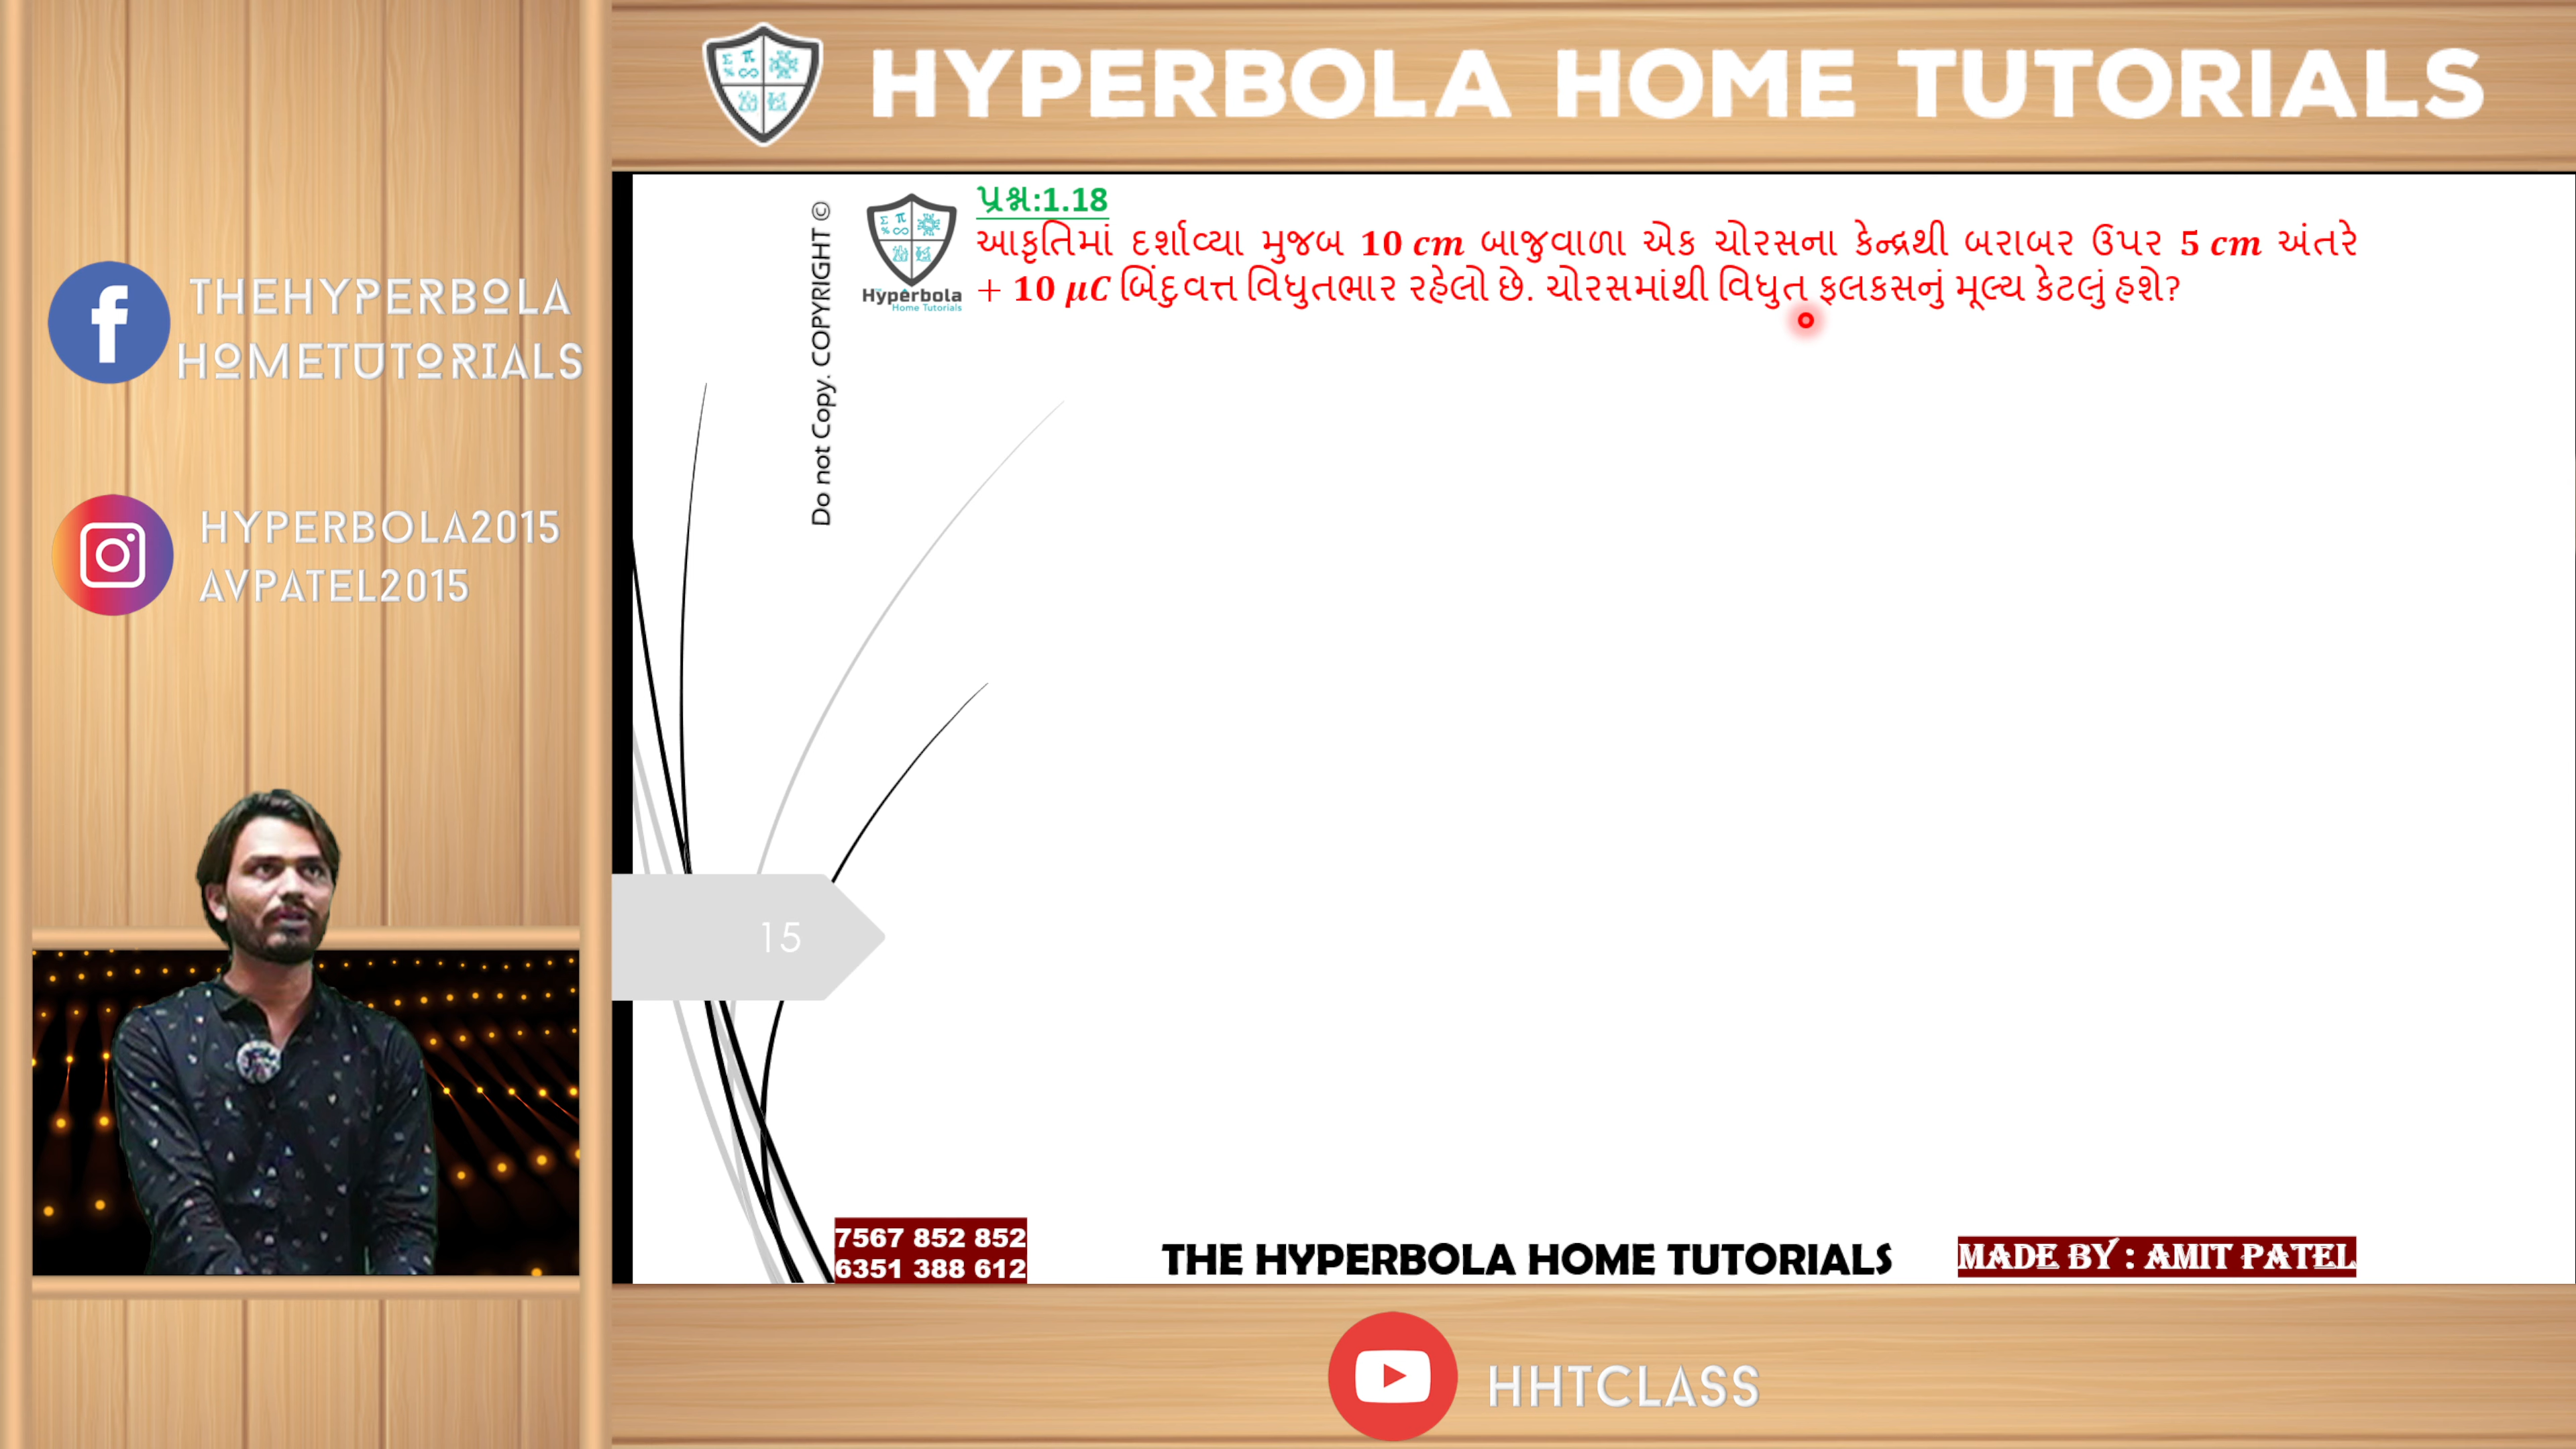 HYPERBOLA HOME TUTORIALS
THEHYPERBOLA
HOMETUTORIALS
HYPERBOLA2015
AVPATEL2015
Do not Copy. COPYRIGHT ©
Hyperbola
Home Tutorials
પ્રશ્ન:1.18
આકૃતિમાં દર્શાવ્યા મુજબ 10 cm બાજુવાળા એક ચોરસના કેન્દ્રથી બરાબર ઉપર 5 cm અંતરે
+ 10 μC બિંદુવત્ત વિધુતભાર રહેલો છે. ચોરસમાંથી વિધુત ફલકસનું મૂલ્ય કેટલું હશે?
15
7567 852 852
6351 388 612
THE HYPERBOLA HOME TUTORIALS
MADE BY : AMIT PATEL
HHTCLASS